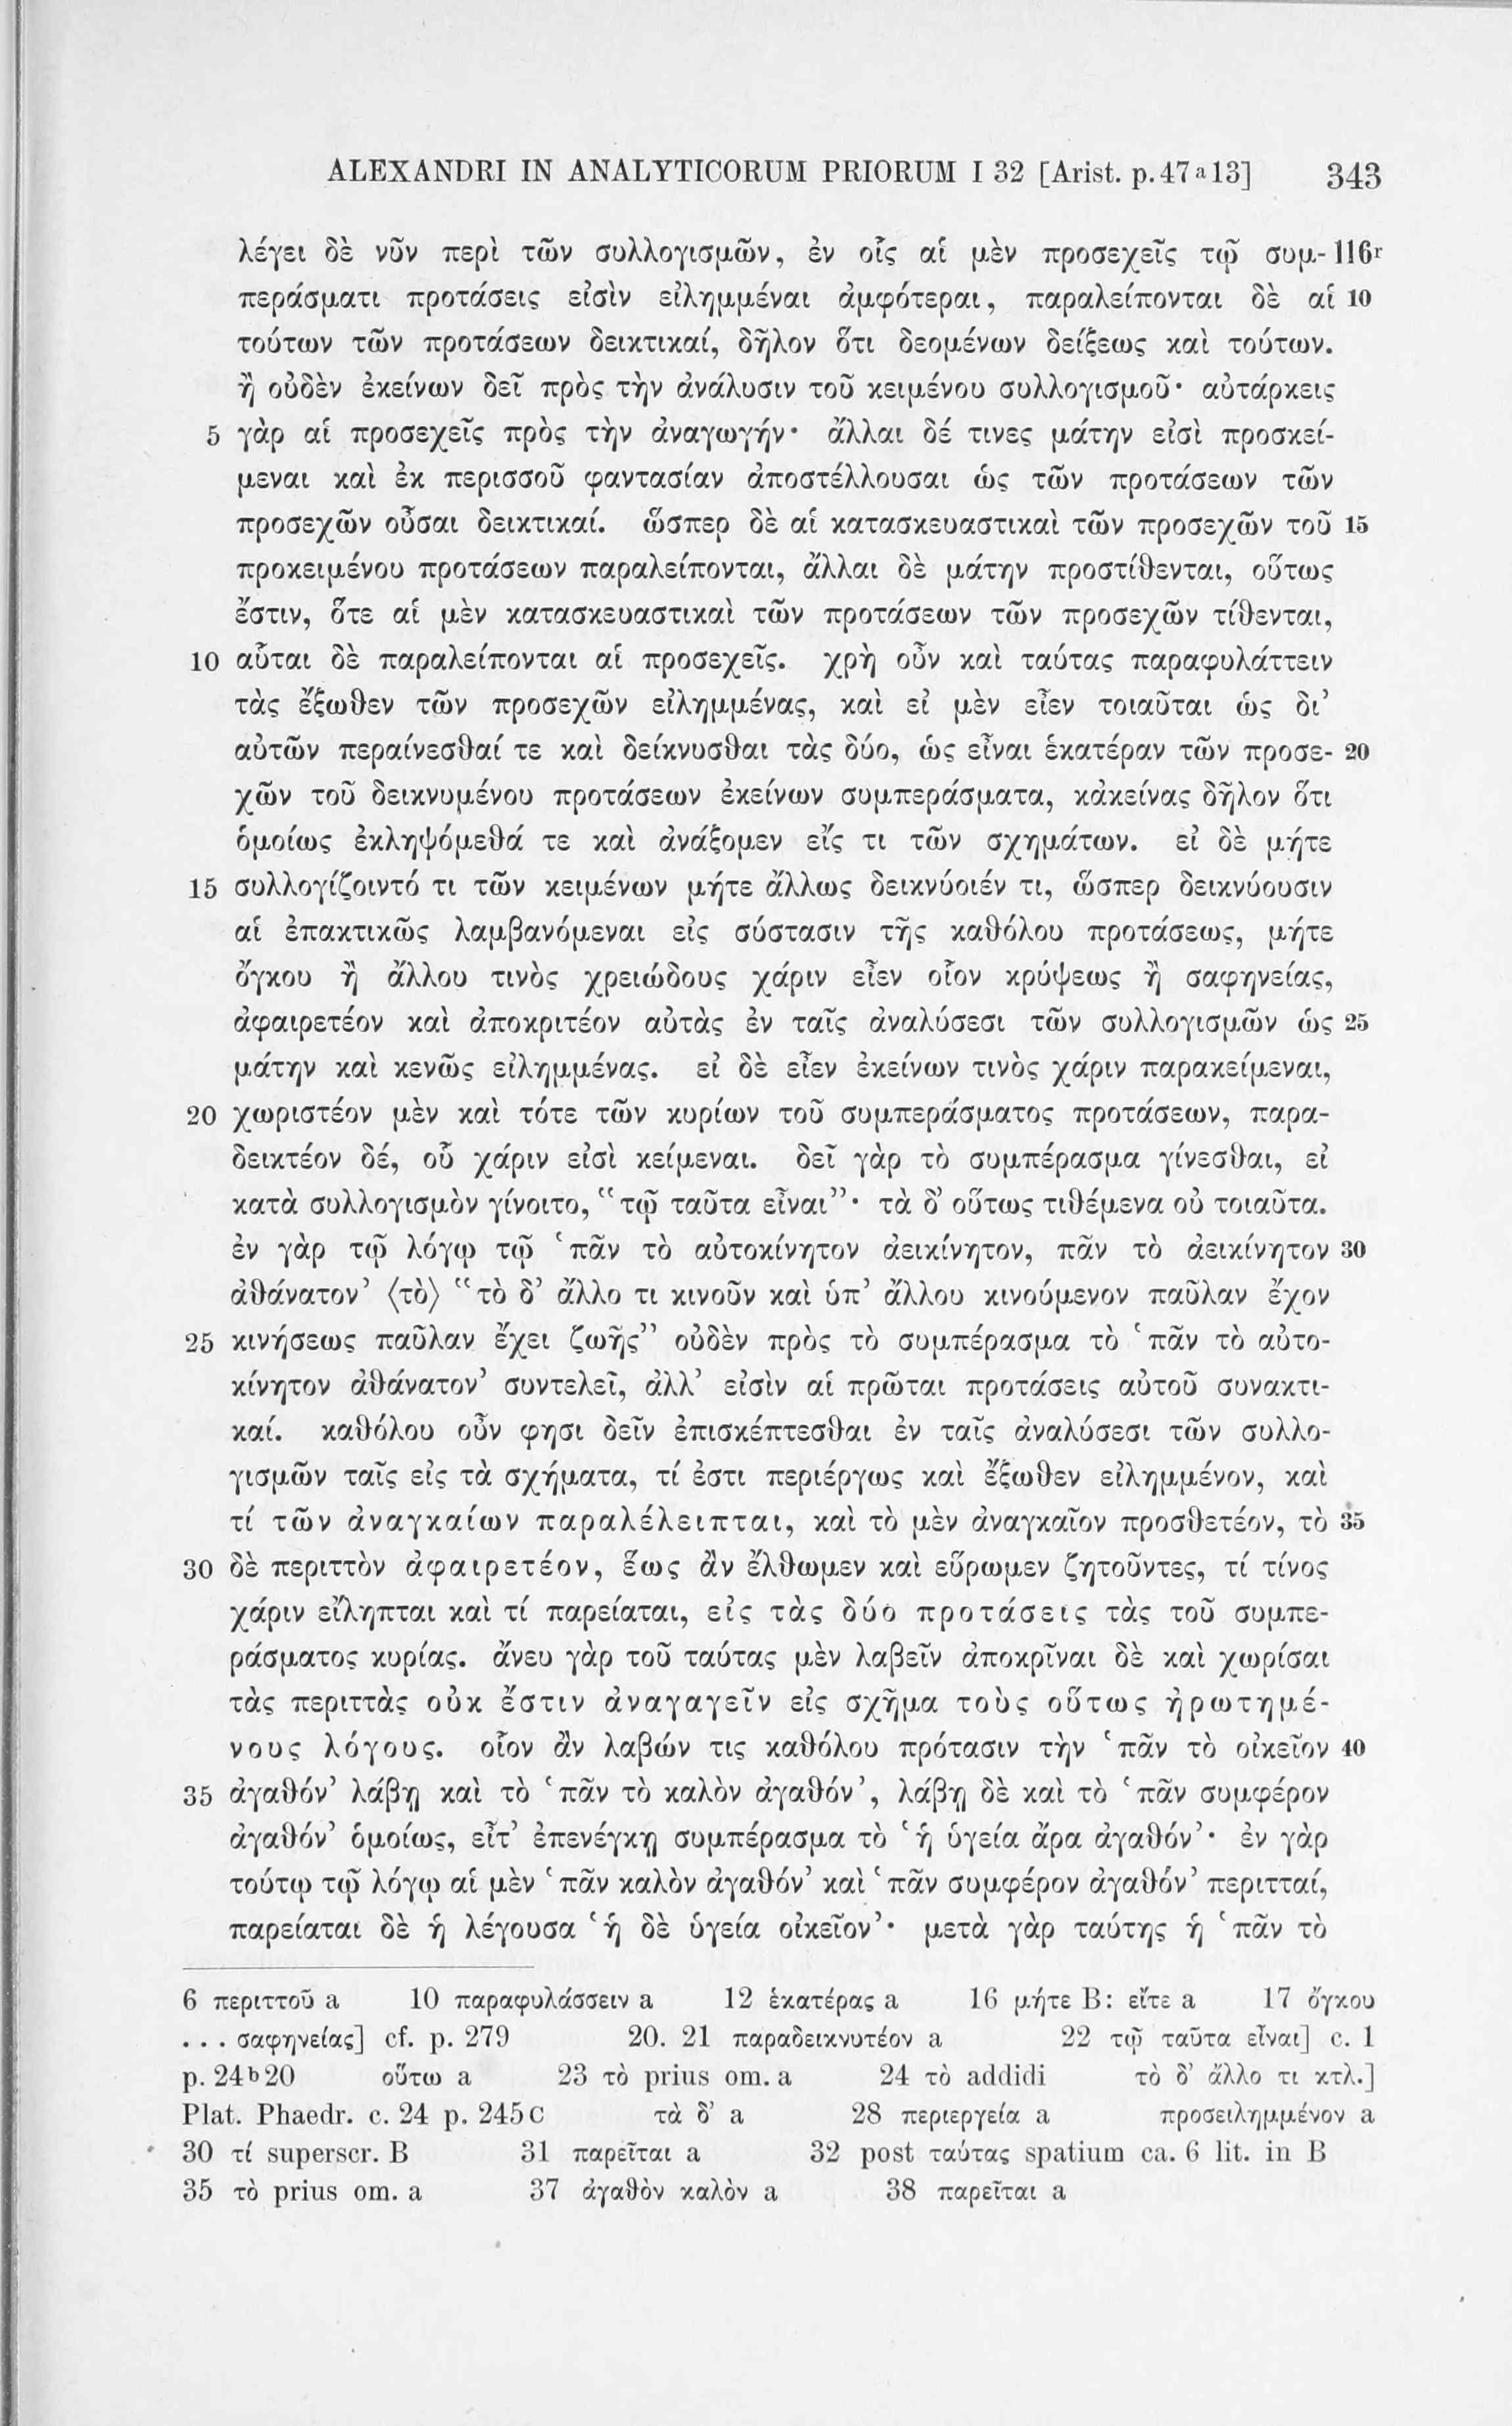 ALEXANDRI IN ANALYTICORUM PRIORUM I 32 [Arist. p.47ᵃ13] 343
λέγει δὲ νῦν περὶ τῶν συλλογισμῶν, ἐν οἷς αἱ μὲν προσεχεῖς τῷ συμ- 116ʳ
περάσματι προτάσεις εἰσὶν εἰλημμέναι ἀμφότεραι, παραλείπονται δὲ αἱ 10
τούτων τῶν προτάσεων δεικτικαί, δῆλον ὅτι δεομένων δείξεως καὶ τούτων.
ἢ οὐδὲν ἐκείνων δεῖ πρὸς τὴν ἀνάλυσιν τοῦ κειμένου συλλογισμοῦ· αὐτάρκεις
5 γὰρ αἱ προσεχεῖς πρὸς τὴν ἀναγωγήν· ἄλλαι δέ τινες μάτην εἰσὶ προσκεί-
μεναι καὶ ἐκ περισσοῦ φαντασίαν ἀποστέλλουσαι ὡς τῶν προτάσεων τῶν
προσεχῶν οὖσαι δεικτικαί. ὥσπερ δὲ αἱ κατασκευαστικαὶ τῶν προσεχῶν τοῦ 15
προκειμένου προτάσεων παραλείπονται, ἄλλαι δὲ μάτην προστίθενται, οὕτως
ἔστιν, ὅτε αἱ μὲν κατασκευαστικαὶ τῶν προτάσεων τῶν προσεχῶν τίθενται,
10 αὗται δὲ παραλείπονται αἱ προσεχεῖς. χρὴ οὖν καὶ ταύτας παραφυλάττειν
τὰς ἔξωθεν τῶν προσεχῶν εἰλημμένας, καὶ εἰ μὲν εἶεν τοιαῦται ὡς δι’
αὐτῶν περαίνεσθαί τε καὶ δείκνυσθαι τὰς δύο, ὡς εἶναι ἑκατέραν τῶν προσε- 20
χῶν τοῦ δεικνυμένου προτάσεων ἐκείνων συμπεράσματα, κἀκείνας δῆλον ὅτι
ὁμοίως ἐκληψόμεθά τε καὶ ἀνάξομεν εἴς τι τῶν σχημάτων. εἰ δὲ μήτε
15 συλλογίζοιντό τι τῶν κειμένων μήτε ἄλλως δεικνύοιέν τι, ὥσπερ δεικνύουσιν
αἱ ἐπακτικῶς λαμβανόμεναι εἰς σύστασιν τῆς καθόλου προτάσεως, μήτε
ὄγκου ἢ ἄλλου τινὸς χρειώδους χάριν εἶεν οἷον κρύψεως ἢ σαφηνείας,
ἀφαιρετέον καὶ ἀποκριτέον αὐτὰς ἐν ταῖς ἀναλύσεσι τῶν συλλογισμῶν ὡς 25
μάτην καὶ κενῶς εἰλημμένας. εἰ δὲ εἶεν ἐκείνων τινὸς χάριν παρακείμεναι,
20 χωριστέον μὲν καὶ τότε τῶν κυρίων τοῦ συμπεράσματος προτάσεων, παρα-
δεικτέον δέ, οὗ χάριν εἰσὶ κείμεναι. δεῖ γὰρ τὸ συμπέρασμα γίνεσθαι, εἰ
κατὰ συλλογισμὸν γίνοιτο, “τῷ ταῦτα εἶναι”· τὰ δ’ οὕτως τιθέμενα οὐ τοιαῦτα.
ἐν γὰρ τῷ λόγῳ τῷ ‘πᾶν τὸ αὐτοκίνητον ἀεικίνητον, πᾶν τὸ ἀεικίνητον 30
ἀθάνατον’ ⟨τὸ⟩ “τὸ δ’ ἄλλο τι κινοῦν καὶ ὑπ’ ἄλλου κινούμενον παῦλαν ἔχον
25 κινήσεως παῦλαν ἔχει ζωῆς” οὐδὲν πρὸς τὸ συμπέρασμα τὸ ‘πᾶν τὸ αὐτο-
κίνητον ἀθάνατον’ συντελεῖ, ἀλλ’ εἰσὶν αἱ πρῶται προτάσεις αὐτοῦ συνακτι-
καί. καθόλου οὖν φησι δεῖν ἐπισκέπτεσθαι ἐν ταῖς ἀναλύσεσι τῶν συλλο-
γισμῶν ταῖς εἰς τὰ σχήματα, τί ἐστι περιέργως καὶ ἔξωθεν εἰλημμένον, καὶ
τί τῶν ἀναγκαίων παραλέλειπται, καὶ τὸ μὲν ἀναγκαῖον προσθετέον, τὸ 35
30 δὲ περιττὸν ἀφαιρετέον, ἕως ἂν ἔλθωμεν καὶ εὕρωμεν ζητοῦντες, τί τίνος
χάριν εἴληπται καὶ τί παρείαται, εἰς τὰς δύο προτάσεις τὰς τοῦ συμπε-
ράσματος κυρίας. ἄνευ γὰρ τοῦ ταύτας μὲν λαβεῖν ἀποκρῖναι δὲ καὶ χωρίσαι
τὰς περιττὰς οὐκ ἔστιν ἀναγαγεῖν εἰς σχῆμα τοὺς οὕτως ἠρωτημέ-
νους λόγους. οἷον ἂν λαβών τις καθόλου πρότασιν τὴν ‘πᾶν τὸ οἰκεῖον 40
35 ἀγαθόν’ λάβῃ καὶ τὸ ‘πᾶν τὸ καλὸν ἀγαθόν’, λάβῃ δὲ καὶ τὸ ‘πᾶν συμφέρον
ἀγαθόν’ ὁμοίως, εἶτ’ ἐπενέγκῃ συμπέρασμα τὸ ‘ἡ ὑγεία ἄρα ἀγαθόν’· ἐν γὰρ
τούτῳ τῷ λόγῳ αἱ μὲν ‘πᾶν καλὸν ἀγαθόν’ καὶ ‘πᾶν συμφέρον ἀγαθόν’ περιτταί,
παρείαται δὲ ἡ λέγουσα ‘ἡ δὲ ὑγεία οἰκεῖον’· μετὰ γὰρ ταύτης ἡ ‘πᾶν τὸ
6 περιττοῦ a 10 παραφυλάσσειν a 12 ἑκατέρας a 16 μήτε B: εἴτε a 17 ὄγκου
... σαφηνείας] cf. p. 279 20. 21 παραδεικνυτέον a 22 τῷ ταῦτα εἶναι] c. 1
p. 24ᵇ20 οὕτω a 23 τὸ prius om. a 24 τὸ addidi τὸ δ’ ἄλλο τι κτλ.]
Plat. Phaedr. c. 24 p. 245C τὰ δ’ a 28 περιεργεία a προσειλημμένον a
30 τί superscr. B 31 παρεῖται a 32 post ταύτας spatium ca. 6 lit. in B
35 τὸ prius om. a 37 ἀγαθὸν καλὸν a 38 παρεῖται a